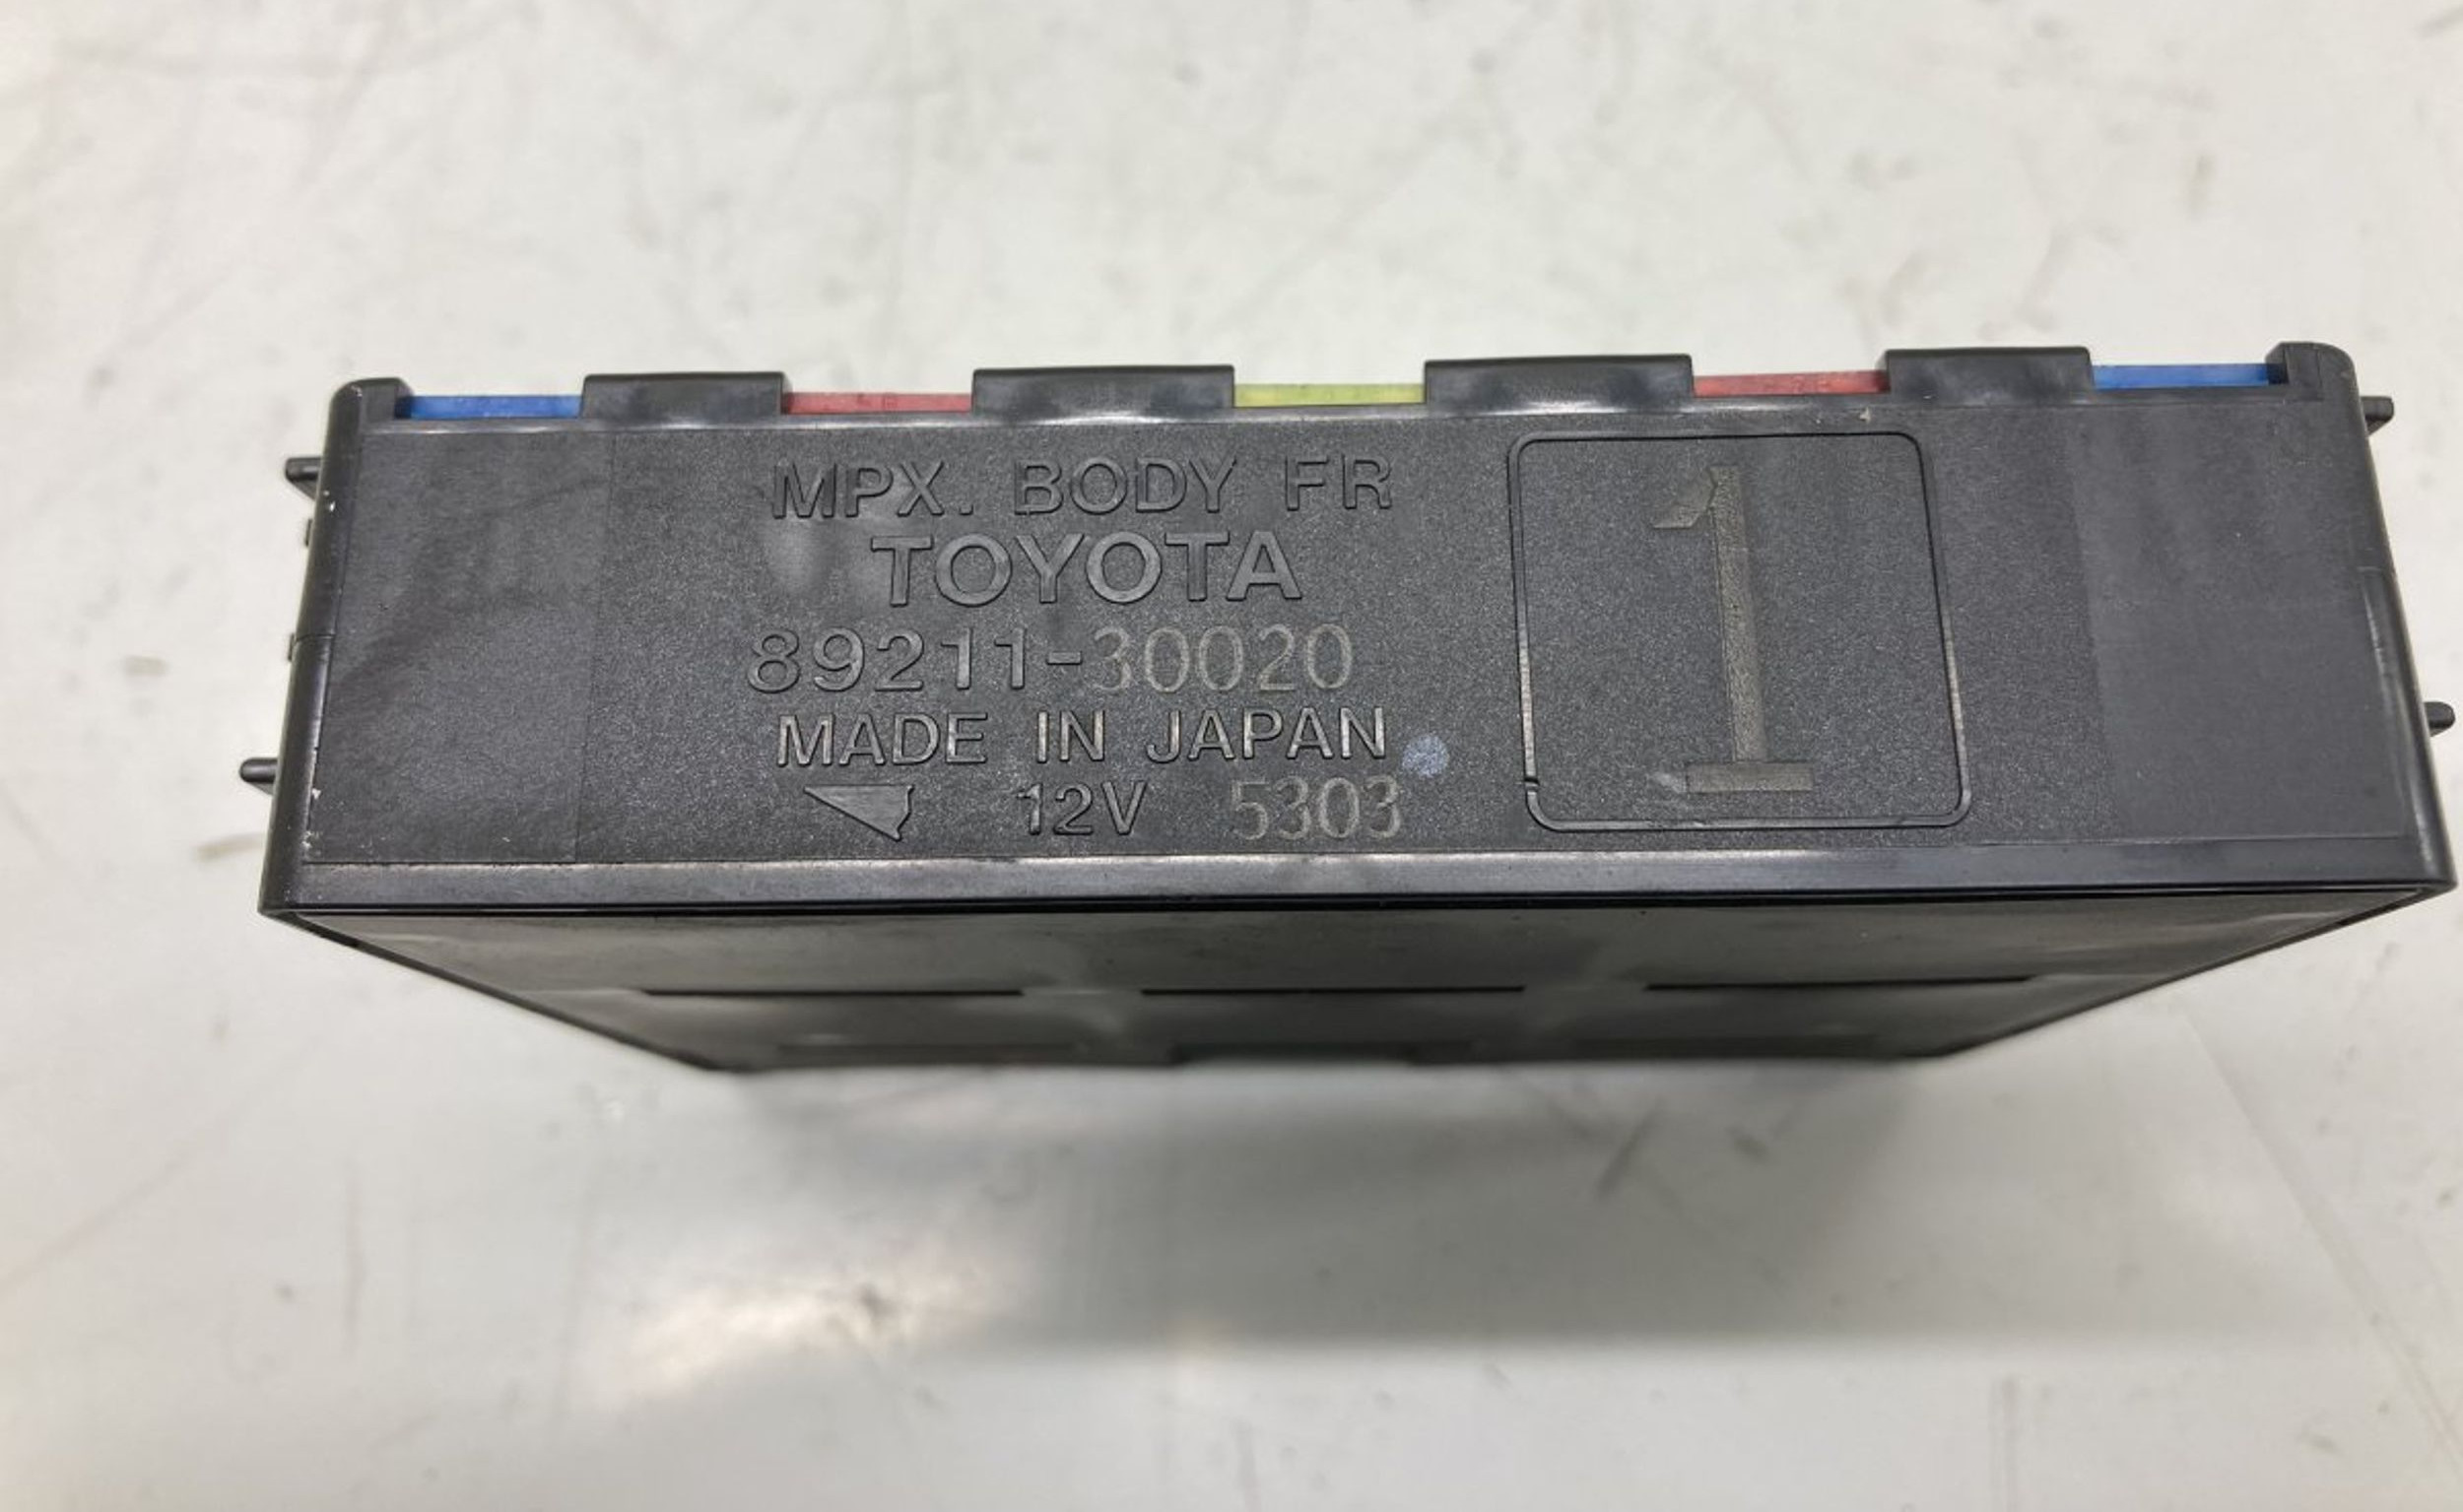 MPX. BODY FR
TOYOTA
89211-30020
MADE IN JAPAN
12V 5303
1